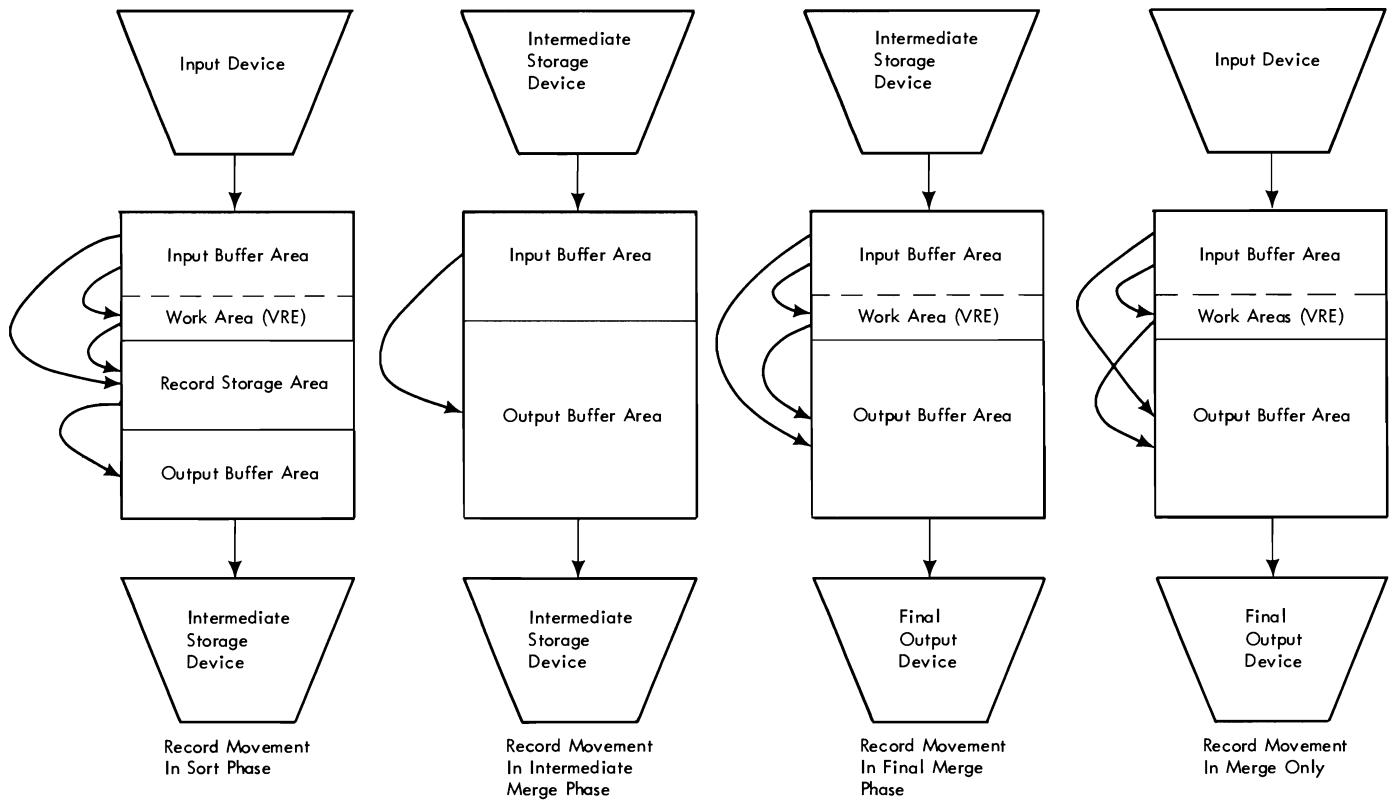 Input Device
Input Buffer Area
Work Area (VRE)
Record Storage Area
Output Buffer Area
Intermediate
Storage
Device
Record Movement
In Sort Phase
Intermediate
Storage
Device
Input Buffer Area
Output Buffer Area
Intermediate
Storage
Device
Record Movement
In Intermediate
Merge Phase
Intermediate
Storage
Device
Input Buffer Area
Work Area (VRE)
Output Buffer Area
Final
Output
Device
Record Movement
In Final Merge
Phase
Input Device
Input Buffer Area
Work Areas (VRE)
Output Buffer Area
Final
Output
Device
Record Movement
In Merge Only